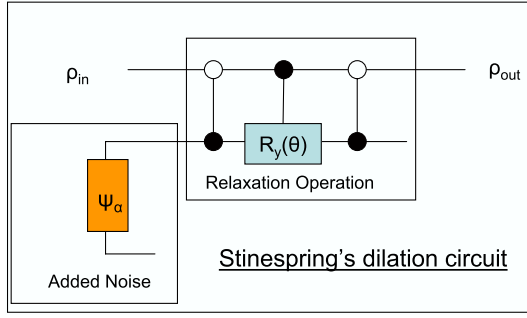 ρin
ρout
Ry(θ)
Relaxation Operation
Ψα
Added Noise
Stinespring's dilation circuit